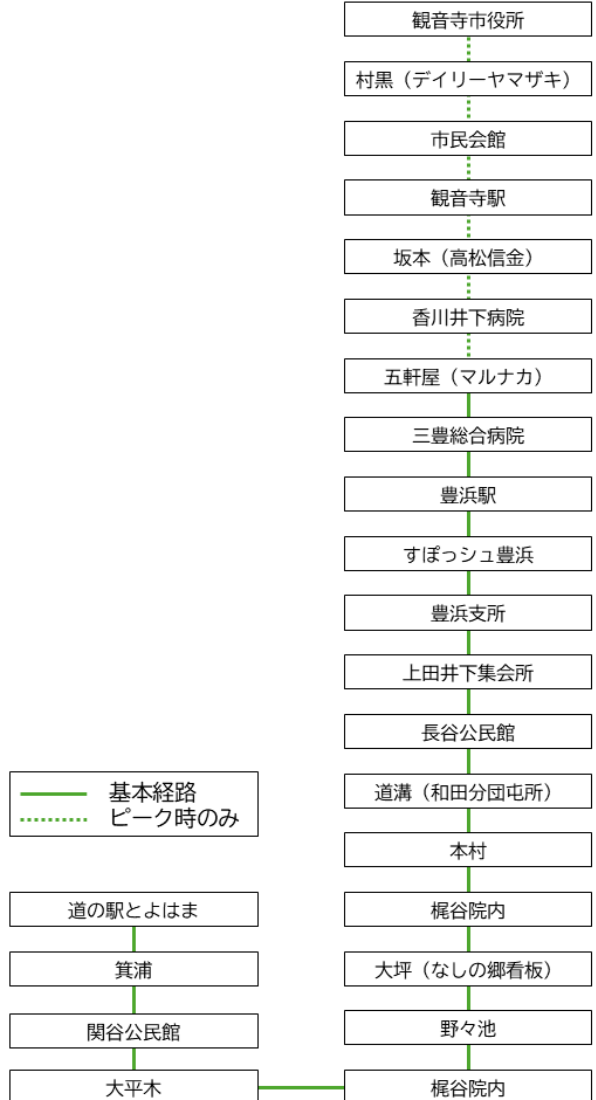 観音寺市役所
村黒（デイリーヤマザキ）
市民会館
観音寺駅
坂本（高松信金）
香川井下病院
五軒屋（マルナカ）
三豊総合病院
豊浜駅
すぽっシュ豊浜
豊浜支所
上田井下集会所
長谷公民館
道溝（和田分団屯所）
本村
梶谷院内
大坪（なしの郷看板）
野々池
梶谷院内
基本経路
ピーク時のみ
道の駅とよはま
箕浦
関谷公民館
大平木